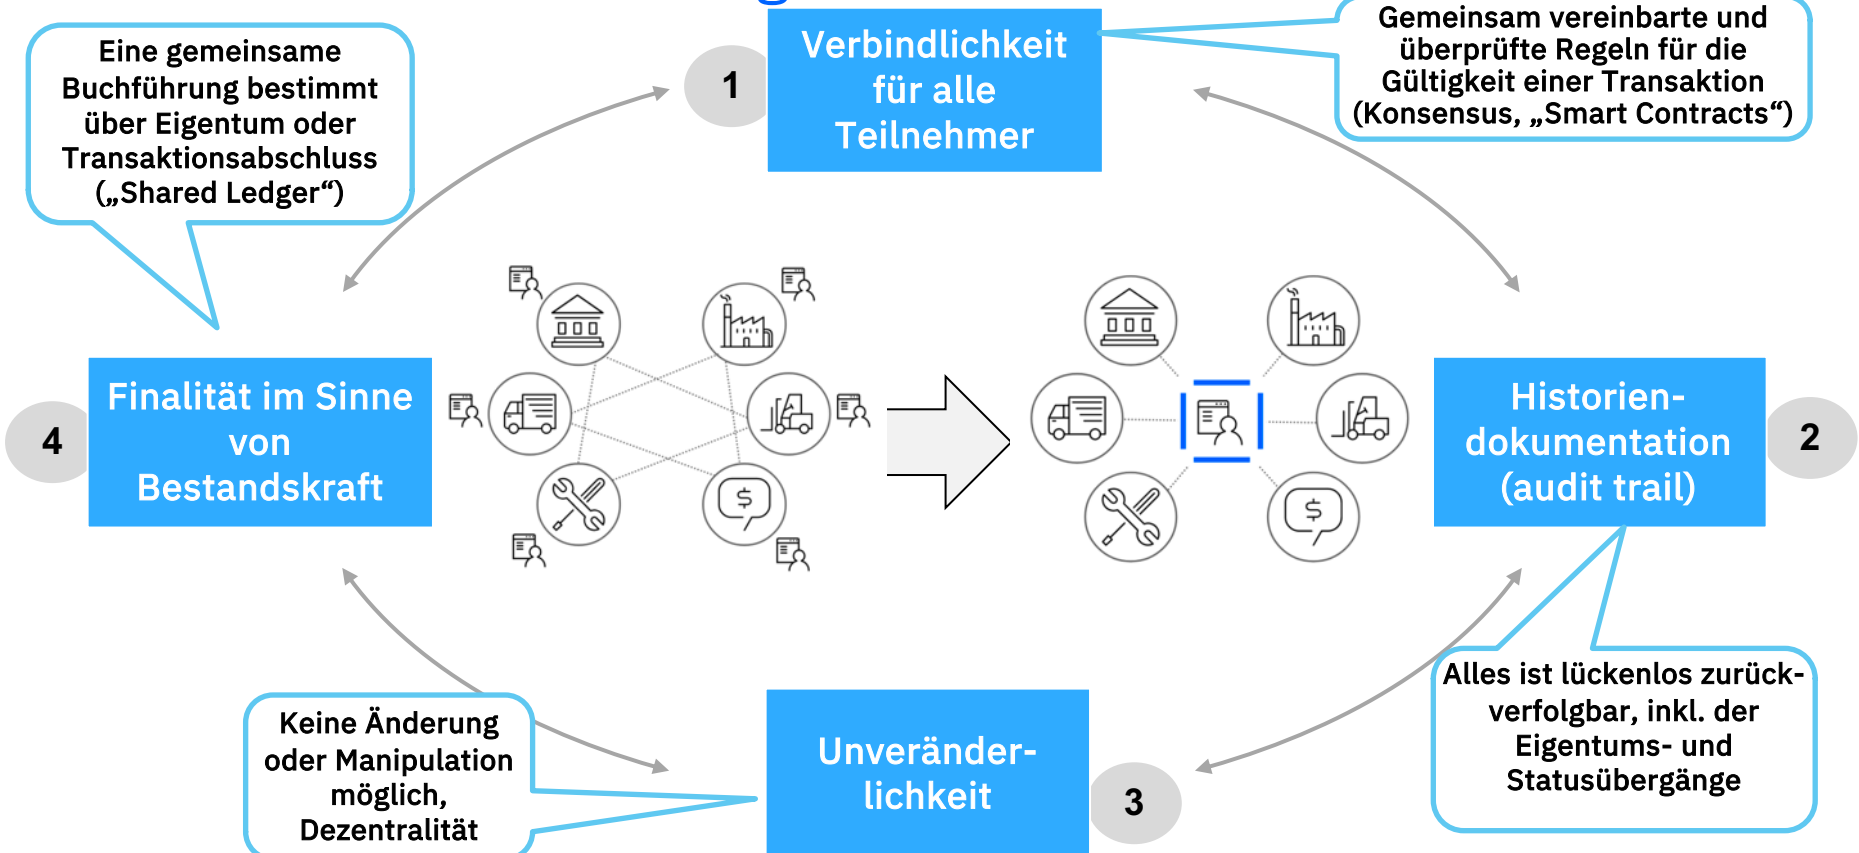 Eine gemeinsame
Buchführung bestimmt
über Eigentum oder
Transaktionsabschluss
(„Shared Ledger“)
1
Verbindlichkeit
für alle
Teilnehmer
Gemeinsam vereinbarte und
überprüfte Regeln für die
Gültigkeit einer Transaktion
(Konsensus, „Smart Contracts“)
4
Finalität im Sinne
von
Bestandskraft
$
$
Historien-
dokumentation
(audit trail)
2
Keine Änderung
oder Manipulation
möglich,
Dezentralität
Unveränder-
lichkeit
3
Alles ist lückenlos zurück-
verfolgbar, inkl. der
Eigentums- und
Statusübergänge